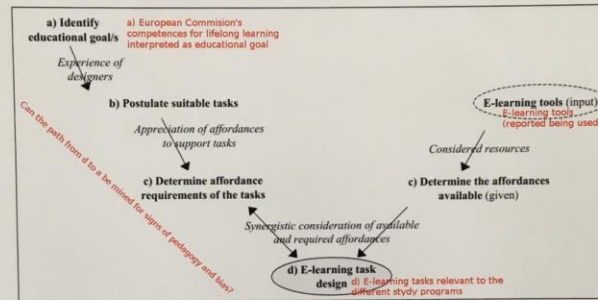 a) Identify
educational goal/s
a) European Commision's
competences for lifelong learning
interpreted as educational goal
Experience of
designers
b) Postulate suitable tasks
E-learning tools (input)
E-learning tools
(reported being used
Appreciation of affordances
to support tasks
Considered resources
Can the path from d to a be mined for signs of pedagogy and bias?
c) Determine affordance
requirements of the tasks
c) Determine the affordances
available (given)
Synergistic consideration of available
and required affordances
d) E-learning task
design
d) E-learning tasks relevant to the
different stydy programs